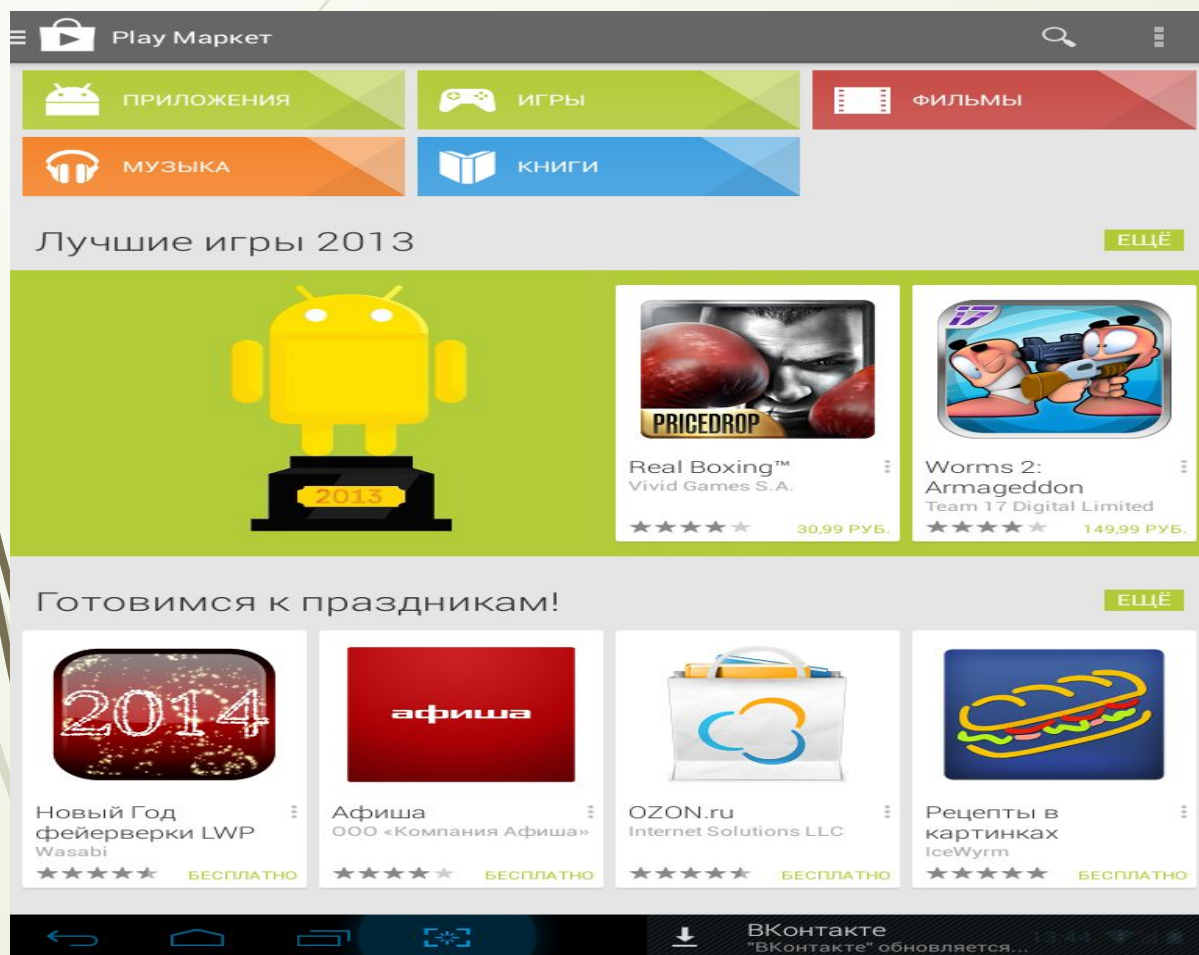 Play Маркет
ПРИЛОЖЕНИЯ
ИГРЫ
ФИЛЬМЫ
МУЗЫКА
КНИГИ
Лучшие игры 2013
ЕЩЁ
2013
PRICEDROP
Real Boxing™
Vivid Games S.A.
30,99 РУБ.
17
Worms 2:
Armageddon
Team 17 Digital Limited
149,99 РУБ.
Готовимся к праздникам!
ЕЩЁ
2014
Новый Год
фейерверки LWP
Wasabi
БЕСПЛАТНО
афиша
Афиша
ООО «Компания Афиша»
БЕСПЛАТНО
OZON.ru
Internet Solutions LLC
БЕСПЛАТНО
Рецепты в
картинках
IceWyrm
БЕСПЛАТНО
ВКонтакте
"ВКонтакте" обновляется...
13:44